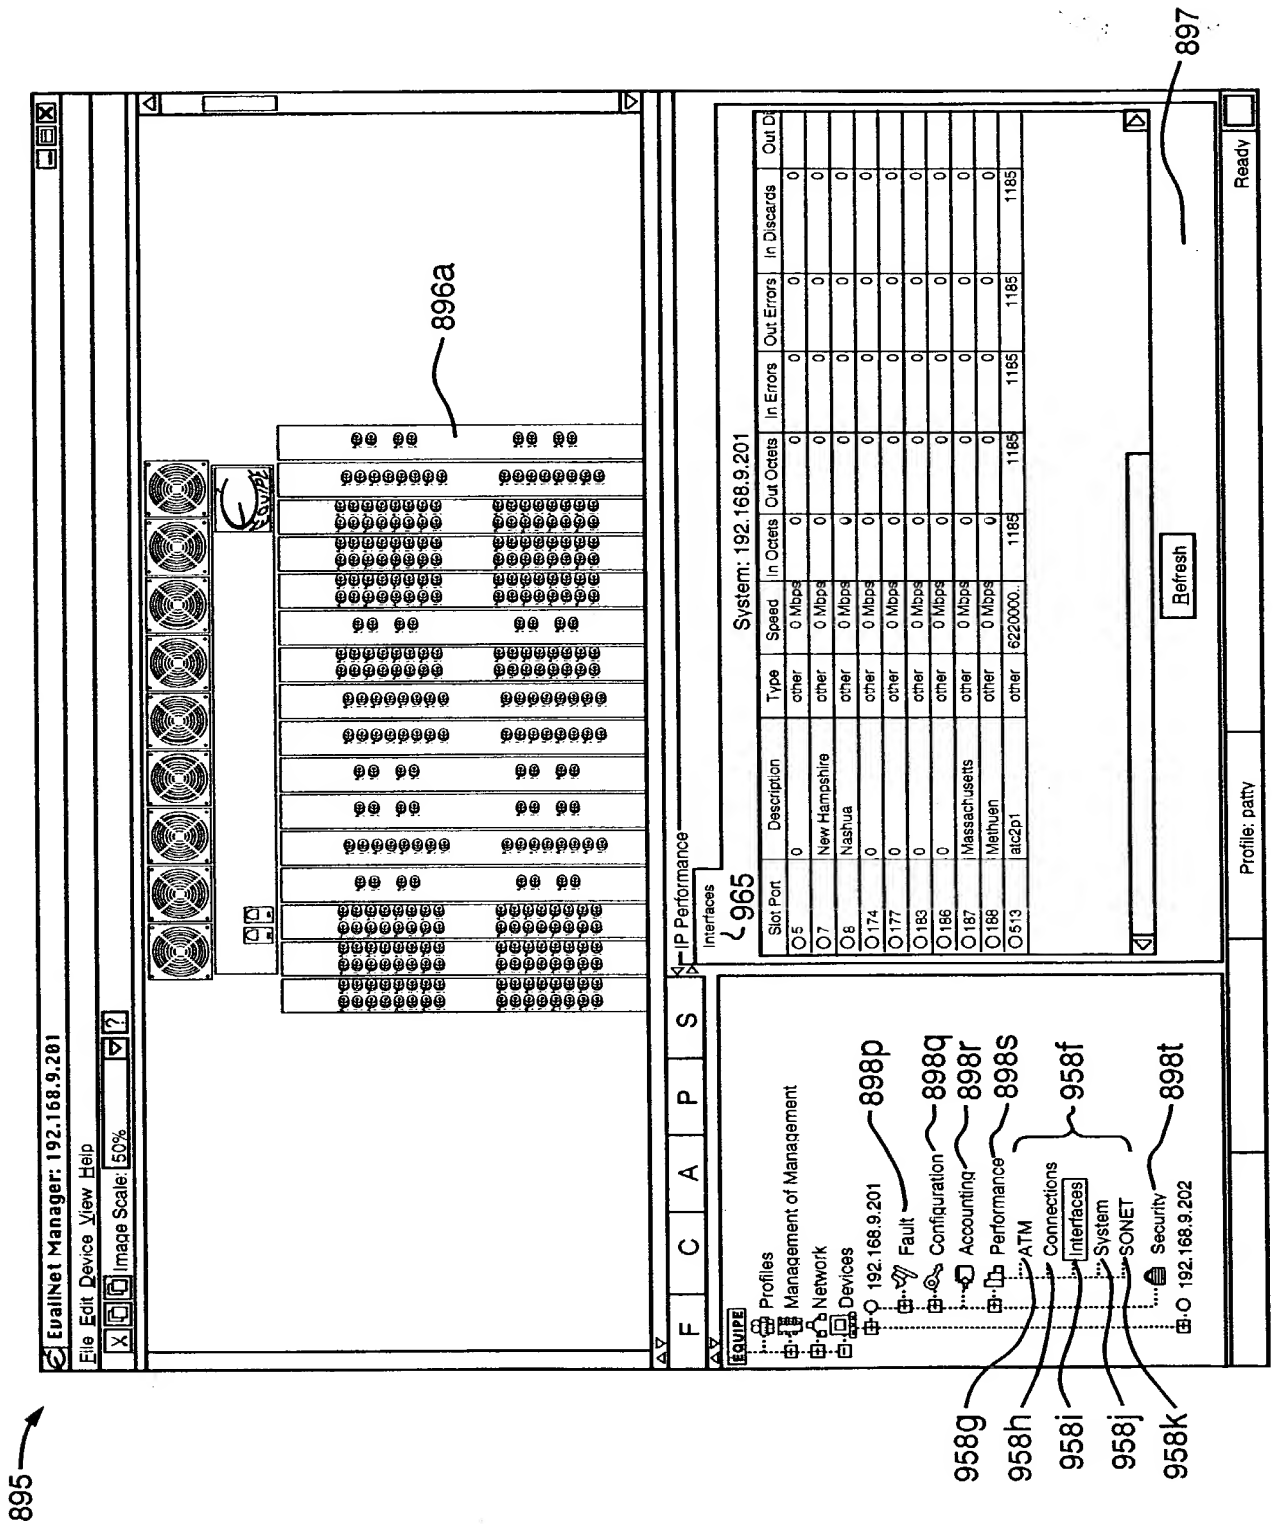 895
EvailNet Manager: 192.168.9.201
File Edit Device View Help
Image Scale: 50% ?
EQUIPE
896a
F C A P S
EQUIPE
Profiles
Management of Management
Network
Devices
192.168.9.201
Fault
Configuration
Accounting
Performance
ATM
Connections
Interfaces
System
SONET
Security
192.168.9.202
898p
898q
898r
898s
958f
898t
958g
958h
958i
958j
958k
IP Performance
Interfaces
965
System: 192.168.9.201
Slot Port Description Type Speed In Octets Out Octets In Errors Out Errors In Discards Out Di
5 0 other 0 Mbps 0 0 0 0 0
7 New Hampshire other 0 Mbps 0 0 0 0 0
8 Nashua other 0 Mbps 0 0 0 0 0
174 0 other 0 Mbps 0 0 0 0 0
177 0 other 0 Mbps 0 0 0 0 0
183 0 other 0 Mbps 0 0 0 0 0
186 0 other 0 Mbps 0 0 0 0 0
187 Massachusetts other 0 Mbps 0 0 0 0 0
188 Methuen other 0 Mbps 0 0 0 0 0
513 atc2p1 other 6220000.. 1185 1185 1185 1185 1185
Refresh
897
Profile: patty
Ready